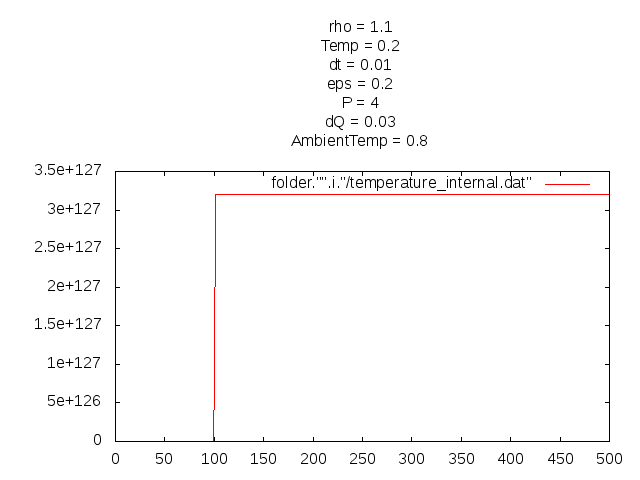 rho = 1.1
Temp = 0.2
dt = 0.01
eps = 0.2
P = 4
dQ = 0.03
AmbientTemp = 0.8
3.5e+127
folder."".i."/temperature_internal.dat"
3e+127
2.5e+127
2e+127
1.5e+127
1e+127
5e+126
0
0 50 100 150 200 250 300 350 400 450 500